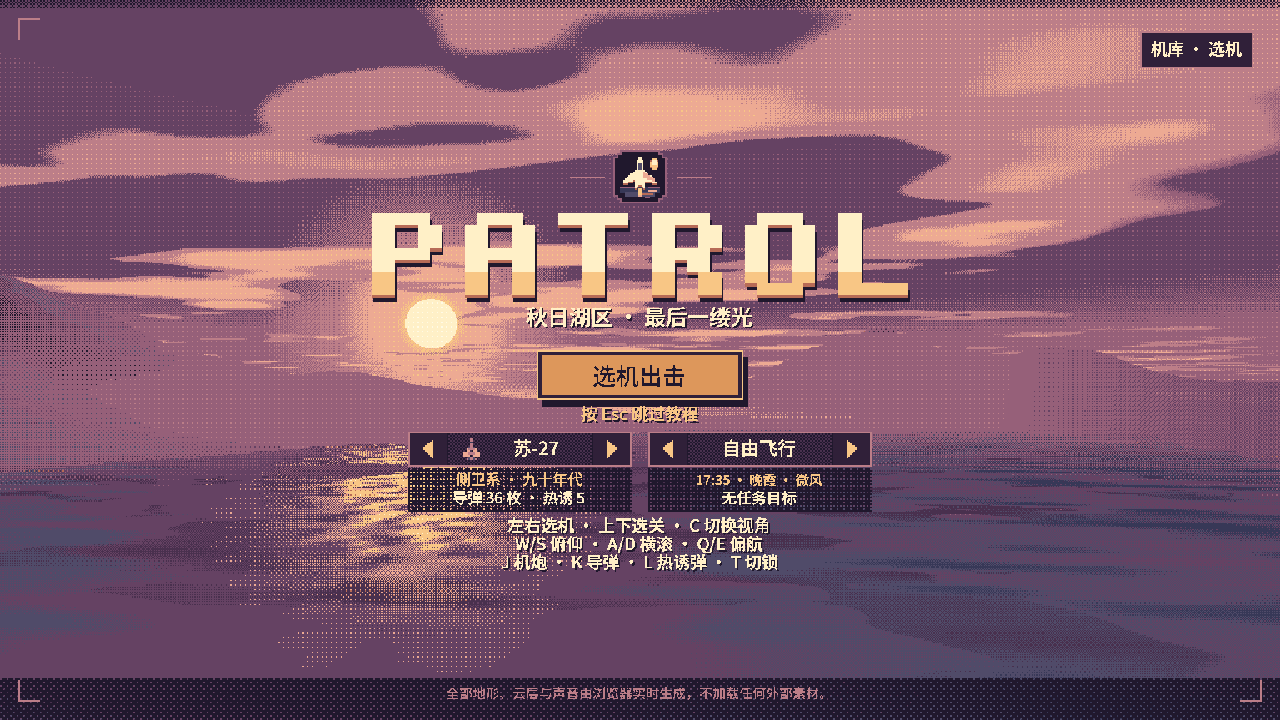 机库 · 选机
PATROL
秋日湖区 · 最后一缕光
选机出击
按 Esc 跳过教程
苏-27
自由飞行
侧卫系 · 九十年代
导弹 36 枚 · 热诱 5
17:35 · 晚霞 · 微风
无任务目标
左右选机 · 上下选关 · C 切换视角
W/S 俯仰 · A/D 横滚 · Q/E 偏航
J 机炮 · K 导弹 · L 热诱弹 · T 切锁
全部地形、云层与声音由浏览器实时生成，不加载任何外部素材。